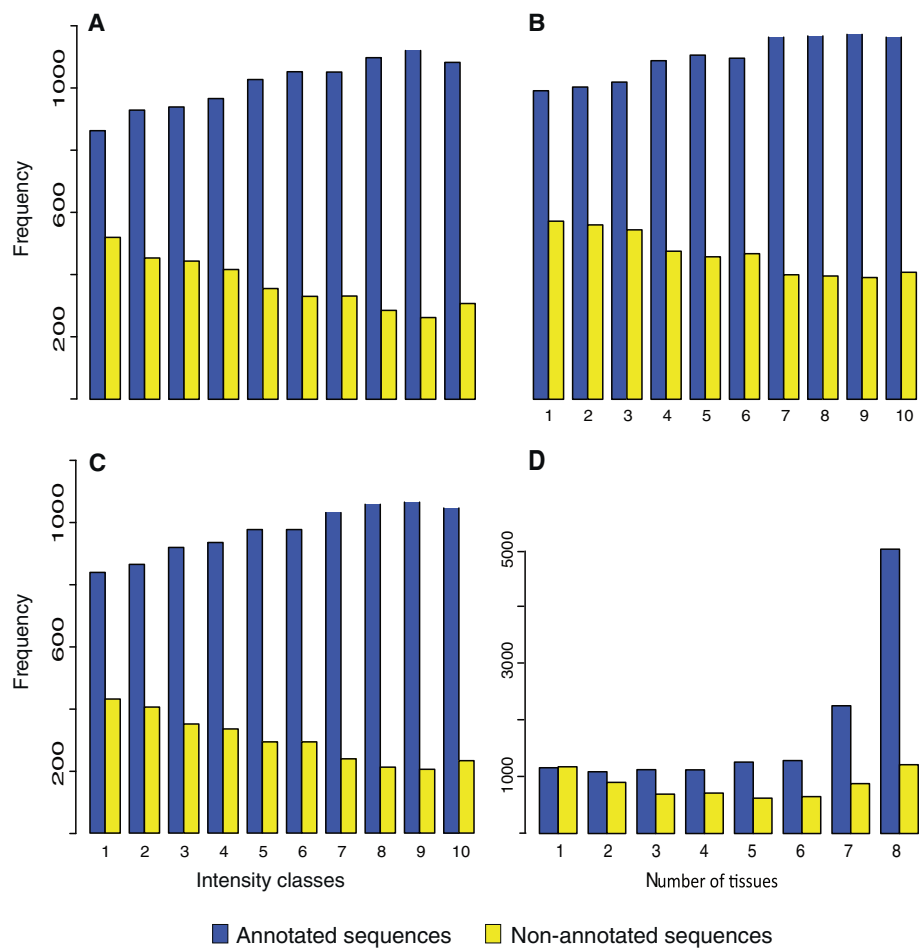 A
B
1000
600
200
Frequency
1 2 3 4 5 6 7 8 9 10
C
D
1000
600
200
Frequency
5000
3000
1000
1 2 3 4 5 6 7 8 9 10
1 2 3 4 5 6 7 8
Intensity classes
Number of tissues
Annotated sequences
Non-annotated sequences